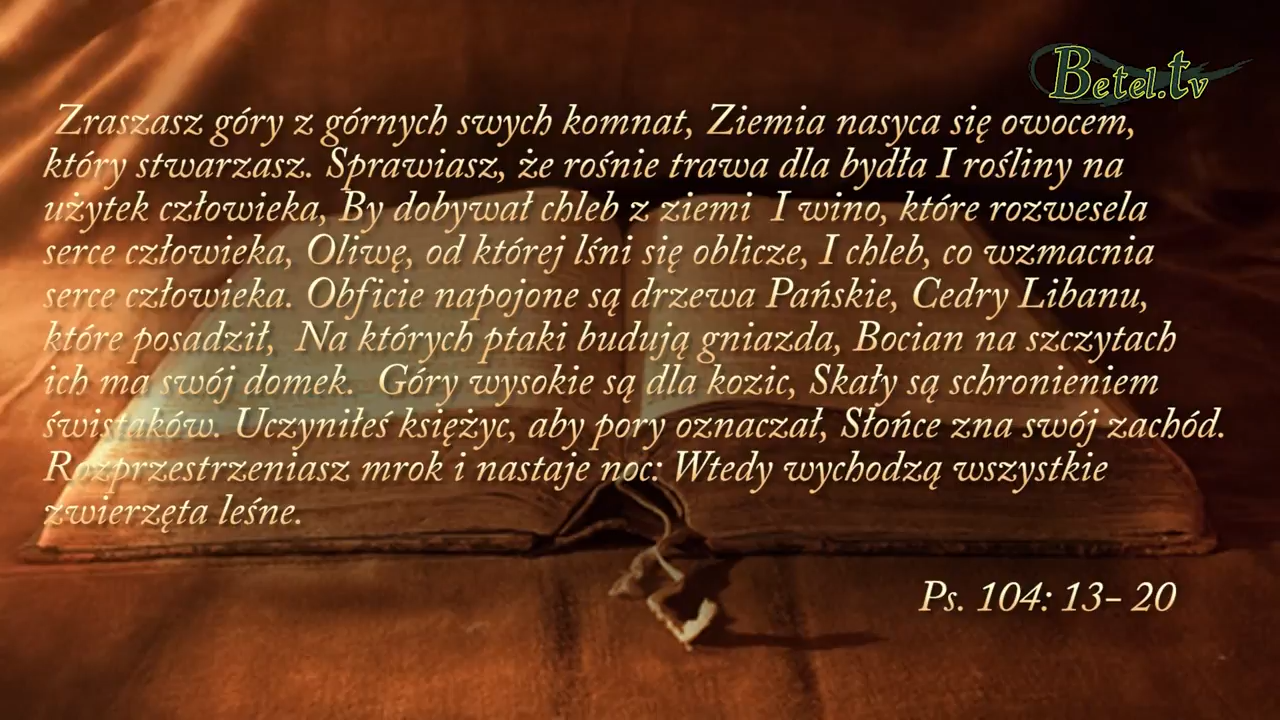 Betel.tv
Zraszasz góry z górnych swych komnat, Ziemia nasyca się owocem,
który stwarzasz. Sprawiasz, że rośnie trawa dla bydła I rośliny na
użytek człowieka, By dobywał chleb z ziemi I wino, które rozwesela
serce człowieka, Oliwę, od której lśni się oblicze, I chleb, co wzmacnia
serce człowieka. Obficie napojone są drzewa Pańskie, Cedry Libanu,
które posadził, Na których ptaki budują gniazda, Bocian na szczytach
ich ma swój domek. Góry wysokie są dla kozic, Skały są schronieniem
świstaków. Uczyniłeś księżyc, aby pory oznaczał, Słońce zna swój zachód.
Rozprzestrzeniasz mrok i nastaje noc: Wtedy wychodzą wszystkie
zwierzęta leśne.
Ps. 104: 13- 20